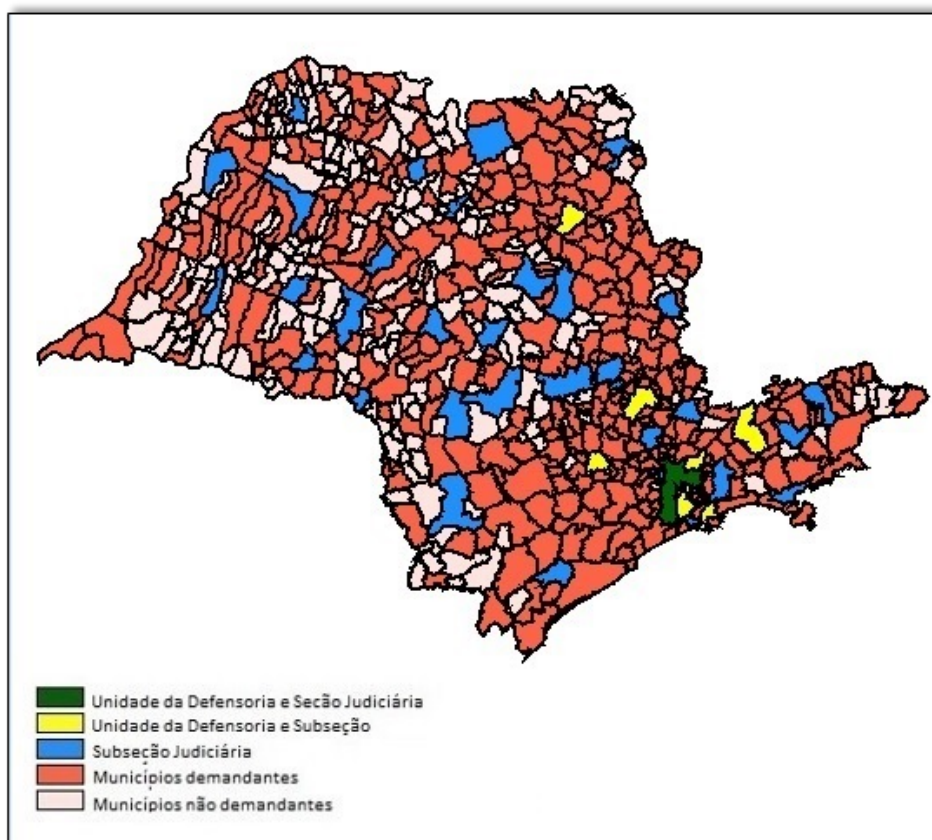 Unidade da Defensoria e Secão Judiciária
Unidade da Defensoria e Subseção
Subseção Judiciária
Municípios demandantes
Municípios não demandantes